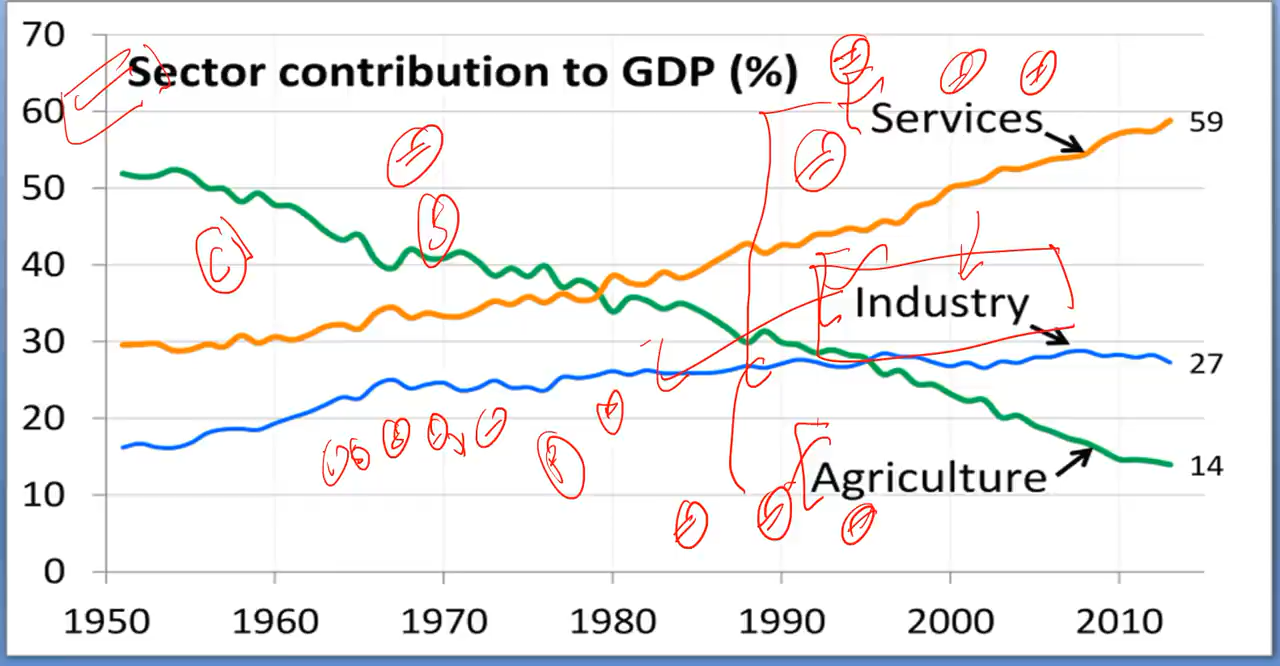 70
Sector contribution to GDP (%)
60
Services
59
50
40
Industry
30
27
20
Agriculture
14
10
0
1950 1960 1970 1980 1990 2000 2010
C
B